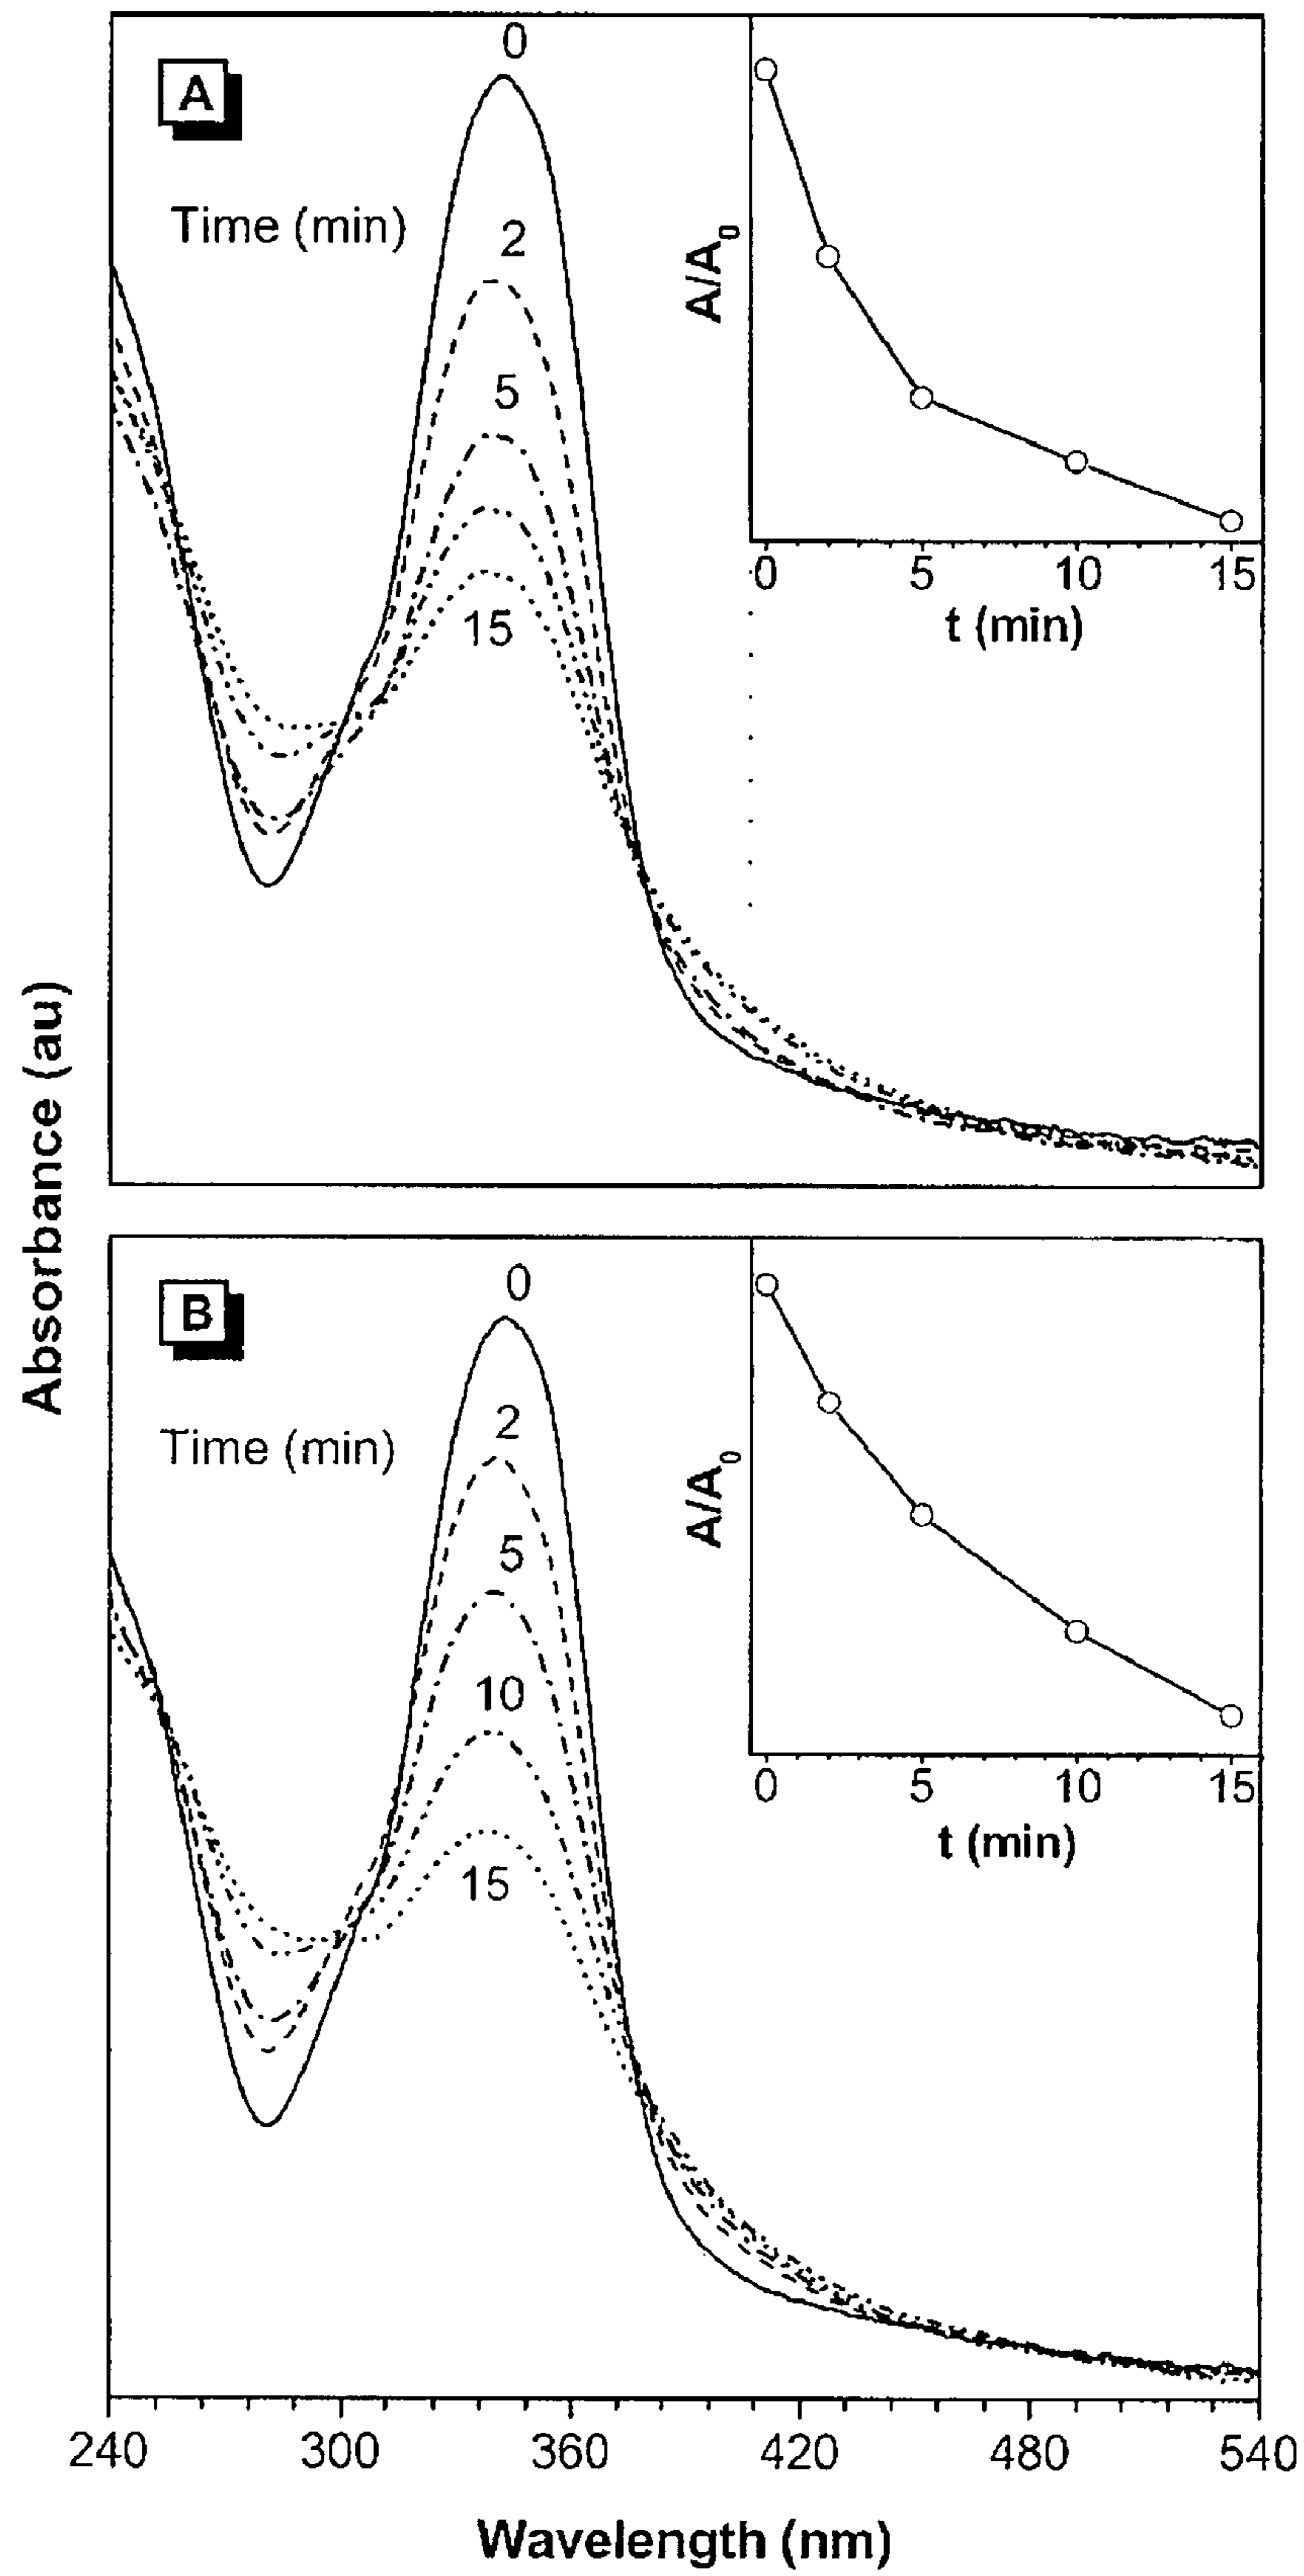 A
Time (min)
0
2
5
15
A/A0
0 5 10 15
t (min)
Absorbance (au)
B
Time (min)
0
2
5
10
15
A/A0
0 5 10 15
t (min)
240 300 360 420 480 540
Wavelength (nm)